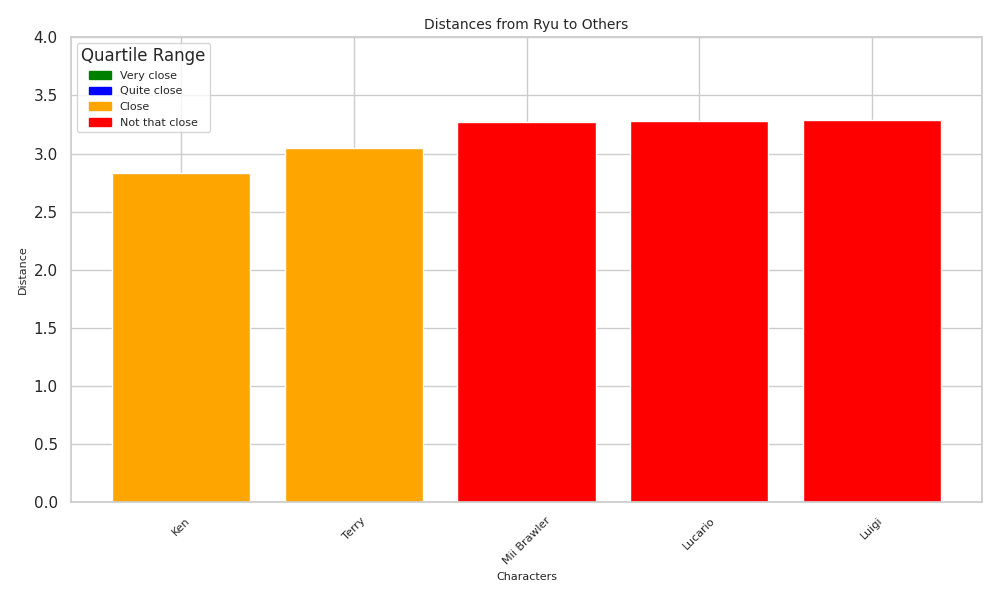 Distances from Ryu to Others
4.0
3.5
3.0
2.5
2.0
1.5
1.0
0.5
0.0
Distance
Quartile Range
Very close
Quite close
Close
Not that close
Ken
Terry
Mii Brawler
Lucario
Luigi
Characters